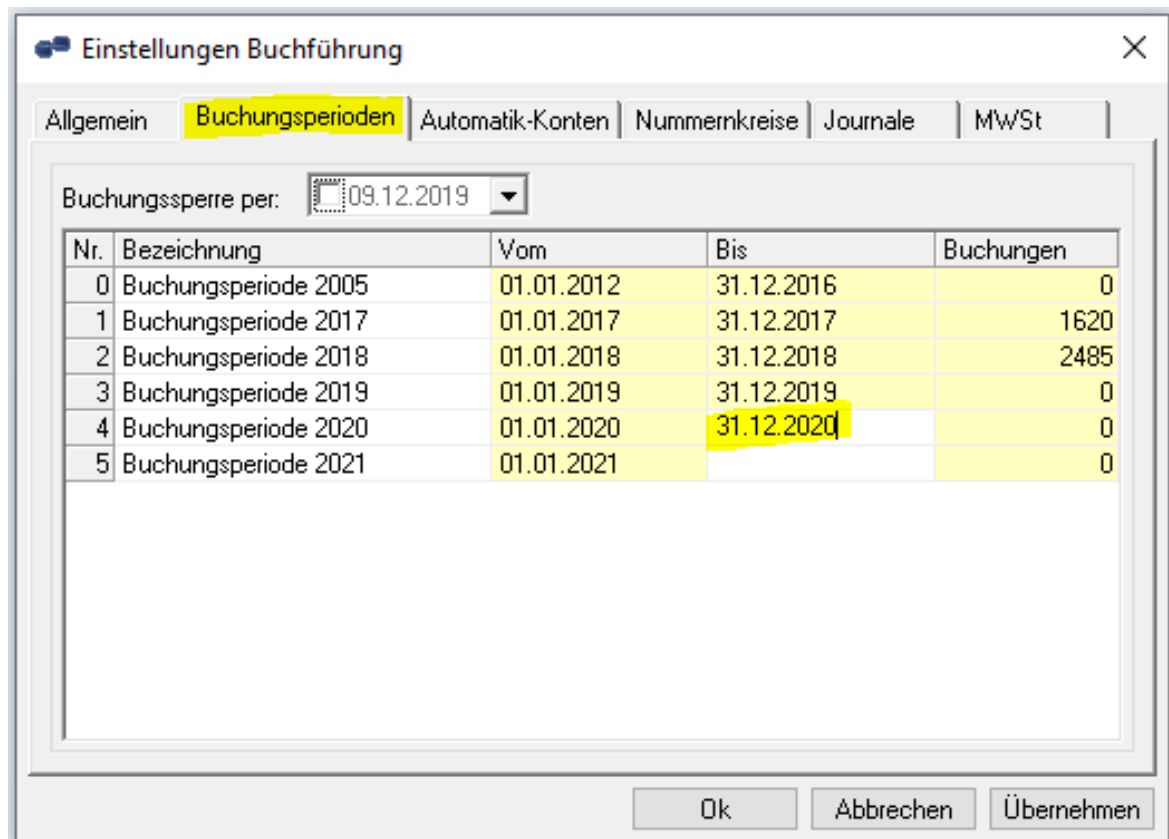 Einstellungen Buchführung
Allgemein Buchungsperioden Automatik-Konten Nummernkreise Journale MWSt
Buchungssperre per: 09.12.2019
Nr. Bezeichnung Vom Bis Buchungen
0 Buchungsperiode 2005 01.01.2012 31.12.2016 0
1 Buchungsperiode 2017 01.01.2017 31.12.2017 1620
2 Buchungsperiode 2018 01.01.2018 31.12.2018 2485
3 Buchungsperiode 2019 01.01.2019 31.12.2019 0
4 Buchungsperiode 2020 01.01.2020 31.12.2020 0
5 Buchungsperiode 2021 01.01.2021 0
Ok Abbrechen Übernehmen